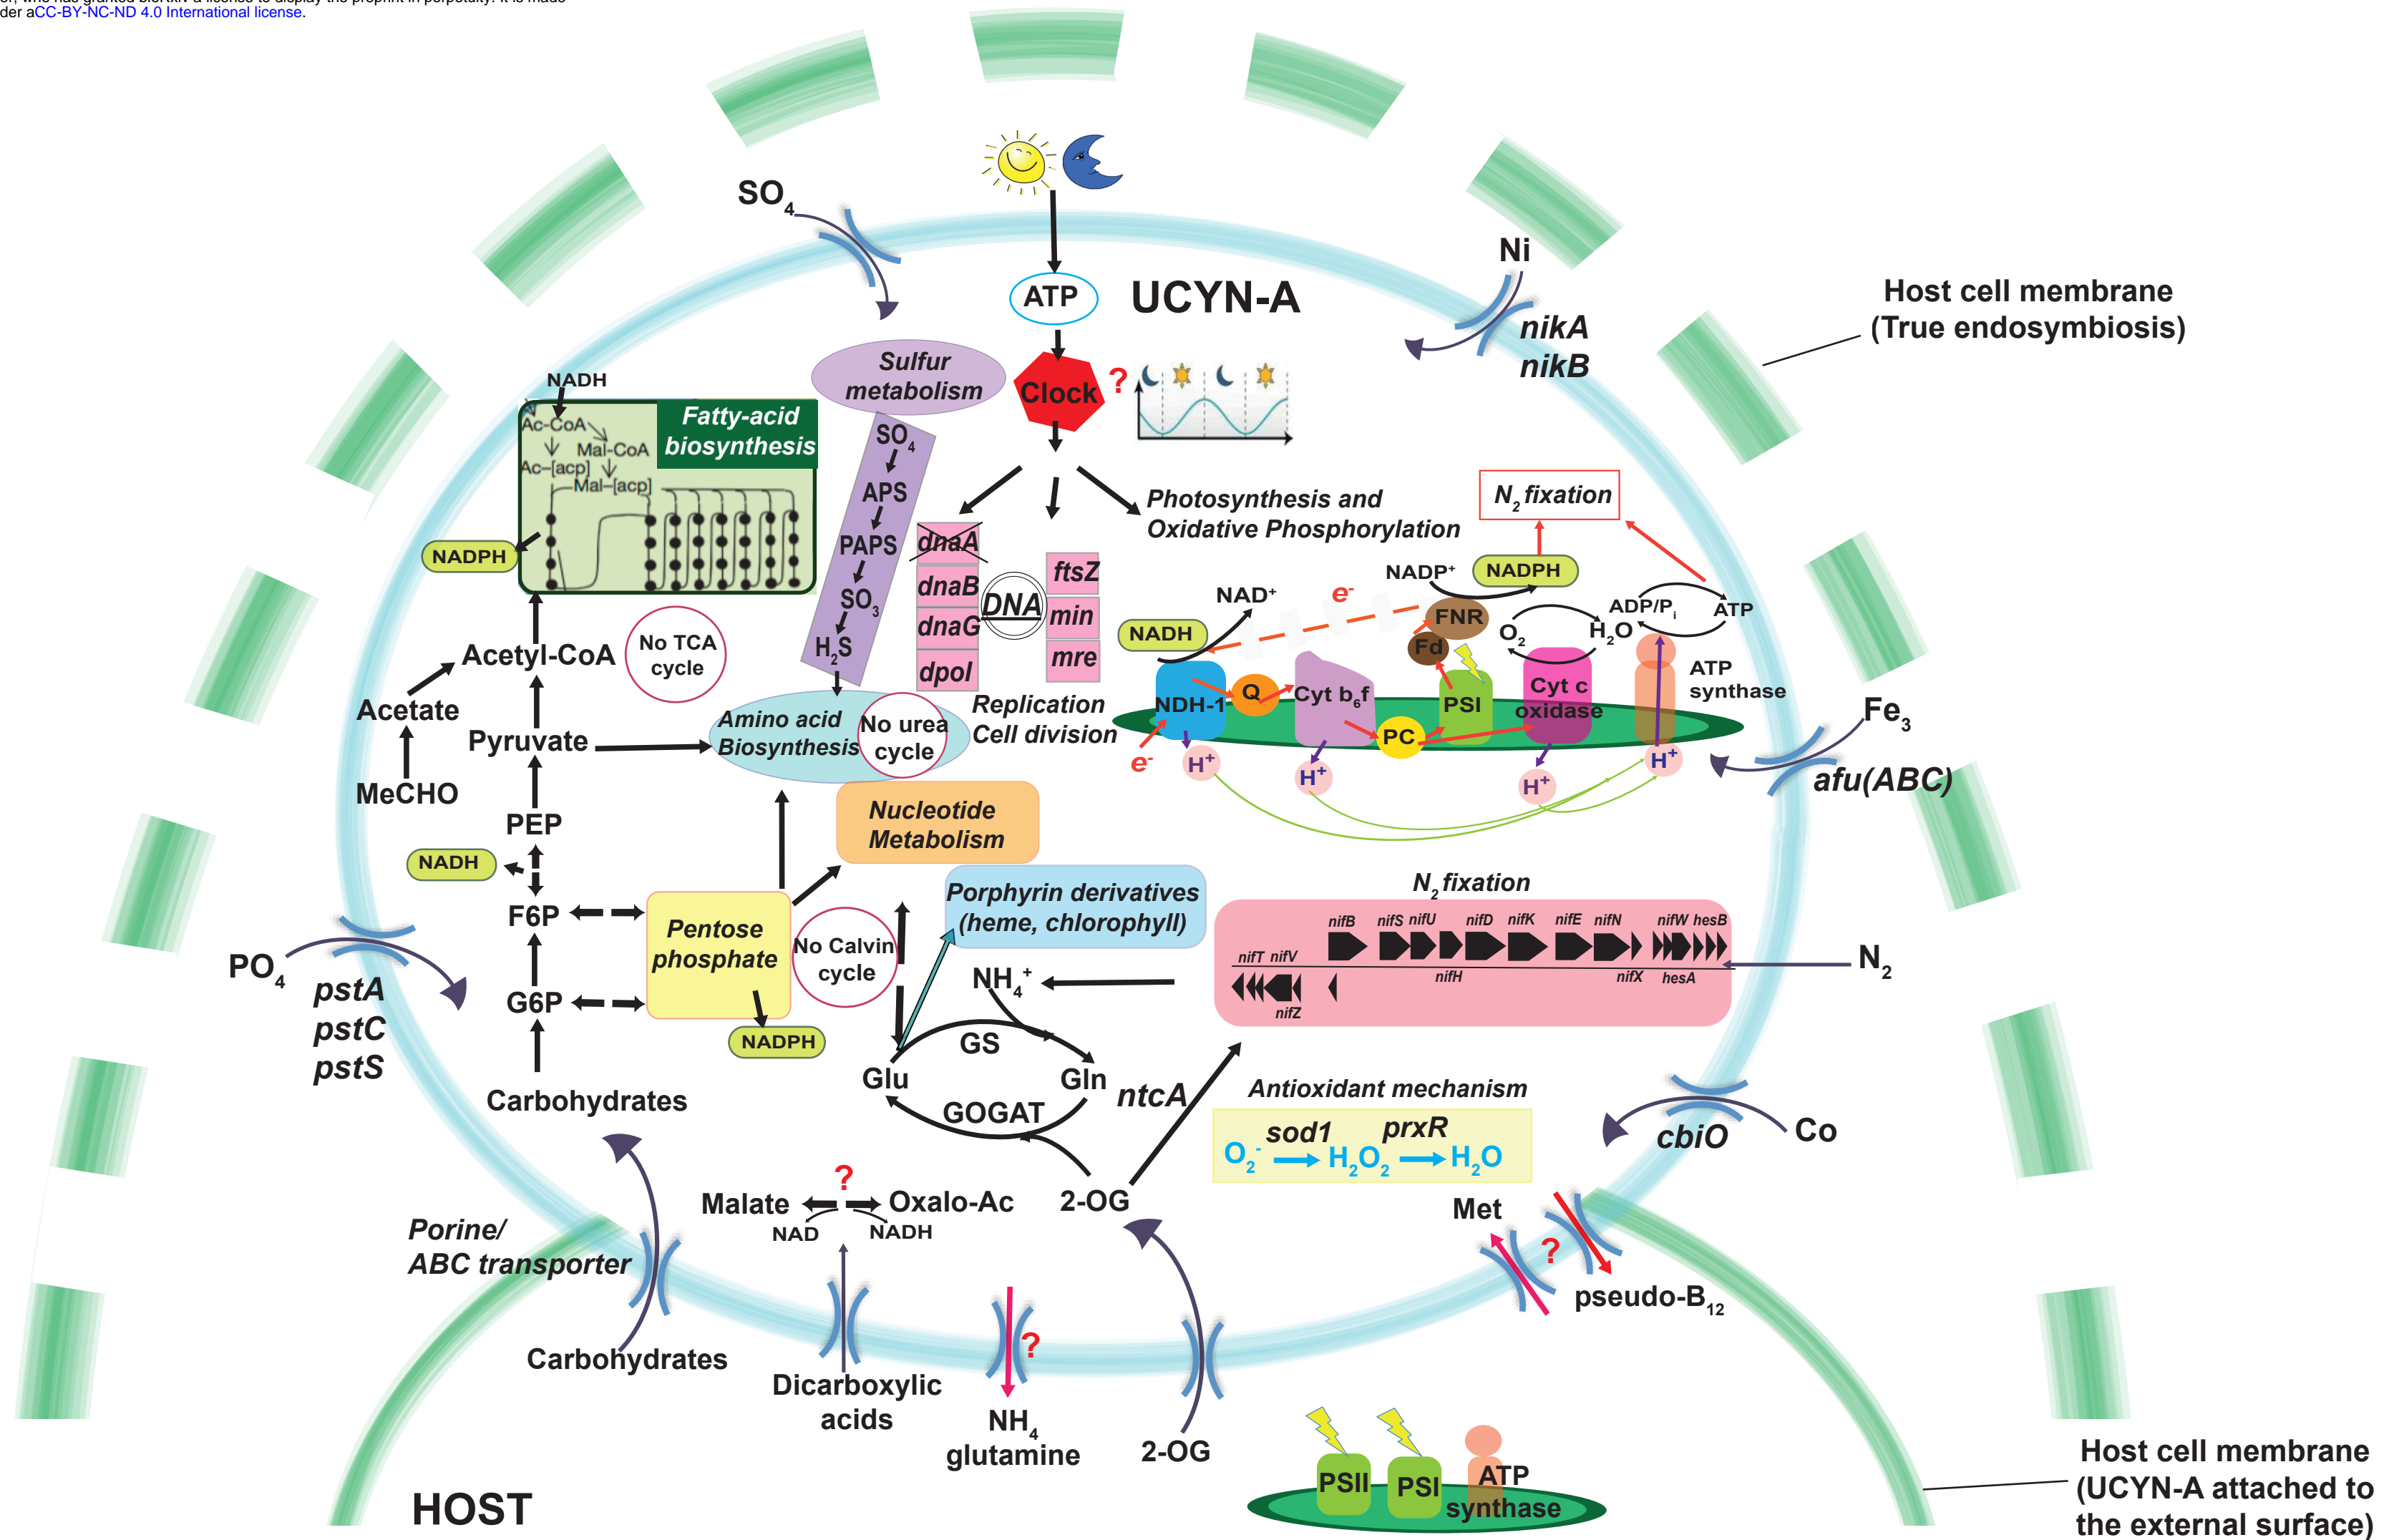 der aCC-BY-NC-ND 4.0 International license.
SO4
ATP
UCYN-A
Ni
nikA
nikB
Host cell membrane
(True endosymbiosis)
Sulfur
metabolism
Clock
?
NADH
Fatty-acid
biosynthesis
Ac-CoA
Mal-CoA
Ac–[acp]
Mal–[acp]
NADPH
SO4
APS
PAPS
SO3
H2S
dnaA
dnaB
dnaG
dpol
DNA
ftsZ
min
mre
Replication
Cell division
Photosynthesis and
Oxidative Phosphorylation
N2 fixation
NADP+
NADPH
NAD+
e-
NADH
FNR
Fd
O2
H2O
ADP/Pi
ATP
NDH-1
Q
Cyt b6f
PC
PSI
Cyt c
oxidase
ATP
synthase
e-
H+
H+
H+
H+
Fe3
afu(ABC)
No TCA
cycle
Acetyl-CoA
Acetate
Pyruvate
MeCHO
PEP
NADH
F6P
G6P
Carbohydrates
Amino acid
Biosynthesis
No urea
cycle
Nucleotide
Metabolism
Porphyrin derivatives
(heme, chlorophyll)
Pentose
phosphate
No Calvin
cycle
NADPH
PO4
pstA
pstC
pstS
NH4+
GS
Glu
Gln
GOGAT
ntcA
N2 fixation
nifB
nifS
nifU
nifD
nifK
nifE
nifN
nifW
hesB
nifT
nifV
nifH
nifX
hesA
nifZ
N2
Antioxidant mechanism
sod1
prxR
O2-
H2O2
H2O
cbiO
Co
?
Malate
Oxalo-Ac
NAD
NADH
2-OG
Met
?
pseudo-B12
Porine/
ABC transporter
Carbohydrates
Dicarboxylic
acids
?
NH4
glutamine
2-OG
PSII
PSI
ATP
synthase
HOST
Host cell membrane
(UCYN-A attached to
the external surface)